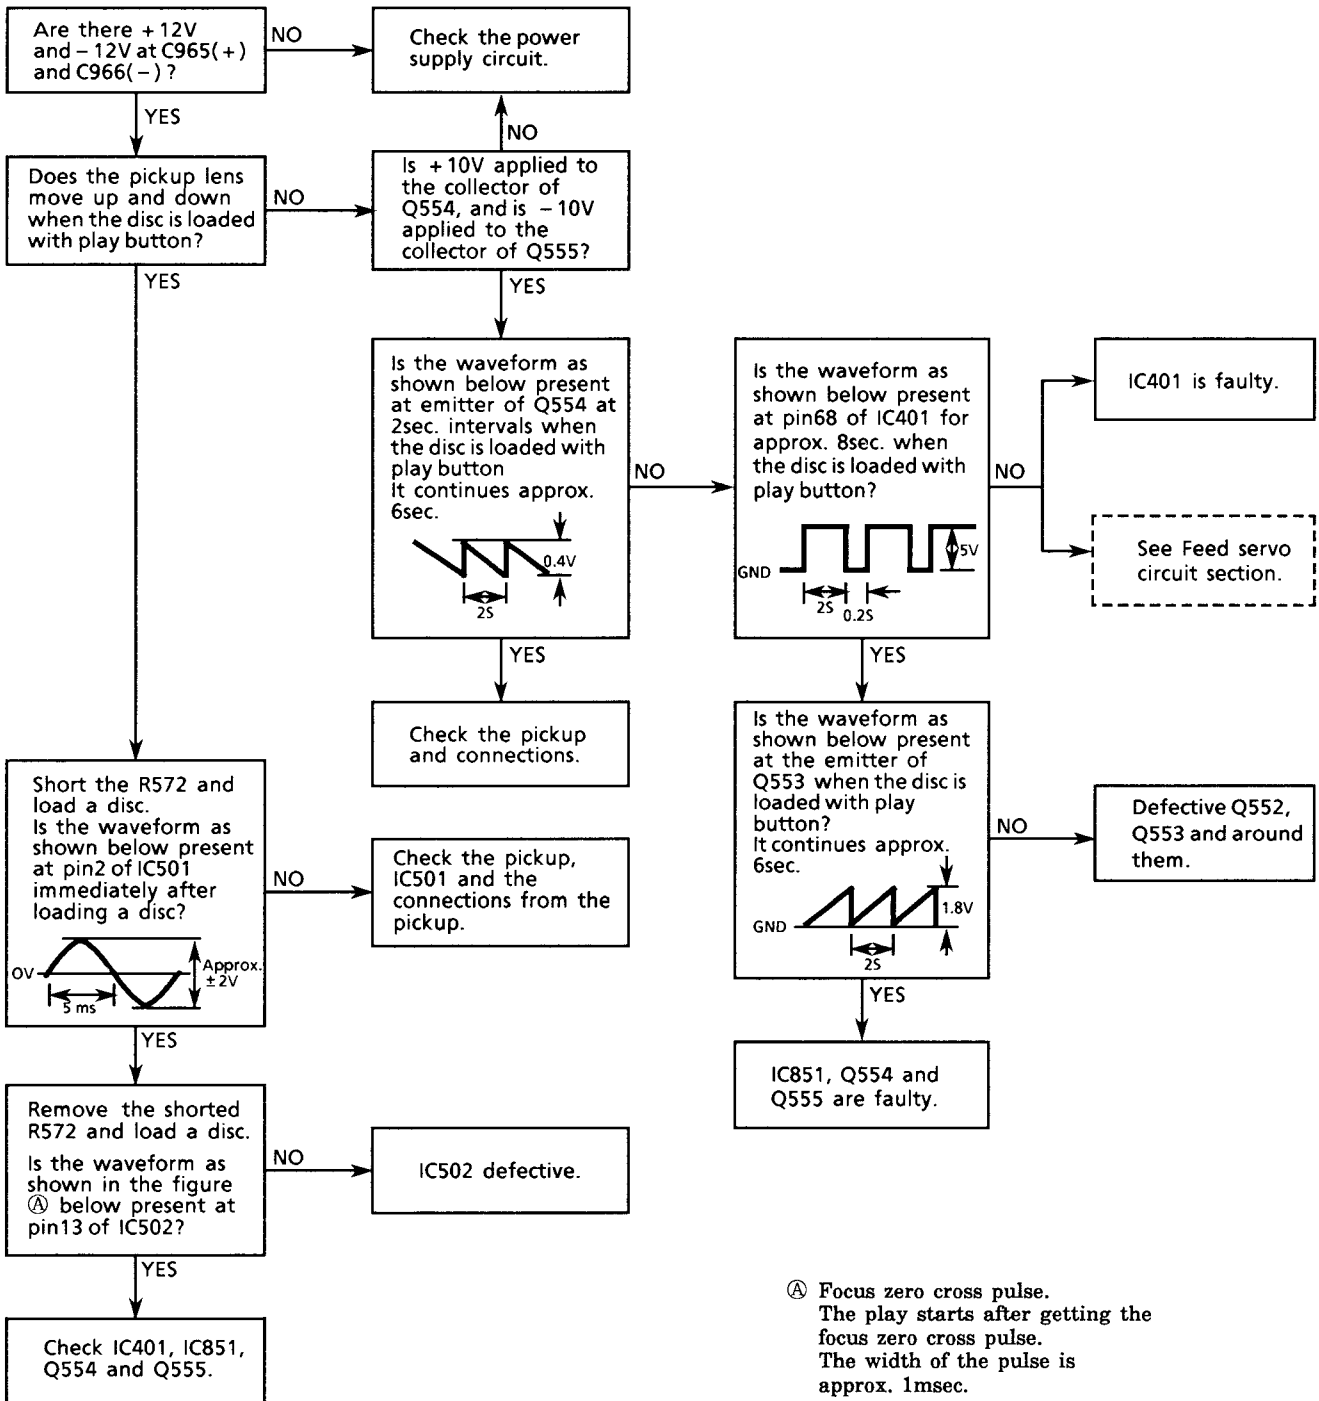 Are there +12V
and -12V at C965(+)
and C966(-)?
NO
Check the power
supply circuit.
YES
NO
Does the pickup lens
move up and down
when the disc is loaded
with play button?
NO
Is +10V applied to
the collector of
Q554, and is -10V
applied to the
collector of Q555?
YES
YES
Is the waveform as
shown below present
at emitter of Q554 at
2sec. intervals when
the disc is loaded with
play button
It continues approx.
6sec.
0.4V
2S
NO
Is the waveform as
shown below present
at pin68 of IC401 for
approx. 8sec. when
the disc is loaded with
play button?
GND
5V
2S
0.2S
NO
IC401 is faulty.
See Feed servo
circuit section.
YES
Check the pickup
and connections.
YES
Is the waveform as
shown below present
at the emitter of
Q553 when the disc is
loaded with play
button?
It continues approx.
6sec.
GND
1.8V
2S
NO
Defective Q552,
Q553 and around
them.
YES
IC851, Q554 and
Q555 are faulty.
Short the R572 and
load a disc.
Is the waveform as
shown below present
at pin2 of IC501
immediately after
loading a disc?
0V
Approx.
±2V
5 ms
NO
Check the pickup,
IC501 and the
connections from the
pickup.
YES
Remove the shorted
R572 and load a disc.
Is the waveform as
shown in the figure
Ⓐ below present at
pin13 of IC502?
NO
IC502 defective.
YES
Check IC401, IC851,
Q554 and Q555.
Ⓐ Focus zero cross pulse.
The play starts after getting the
focus zero cross pulse.
The width of the pulse is
approx. 1msec.